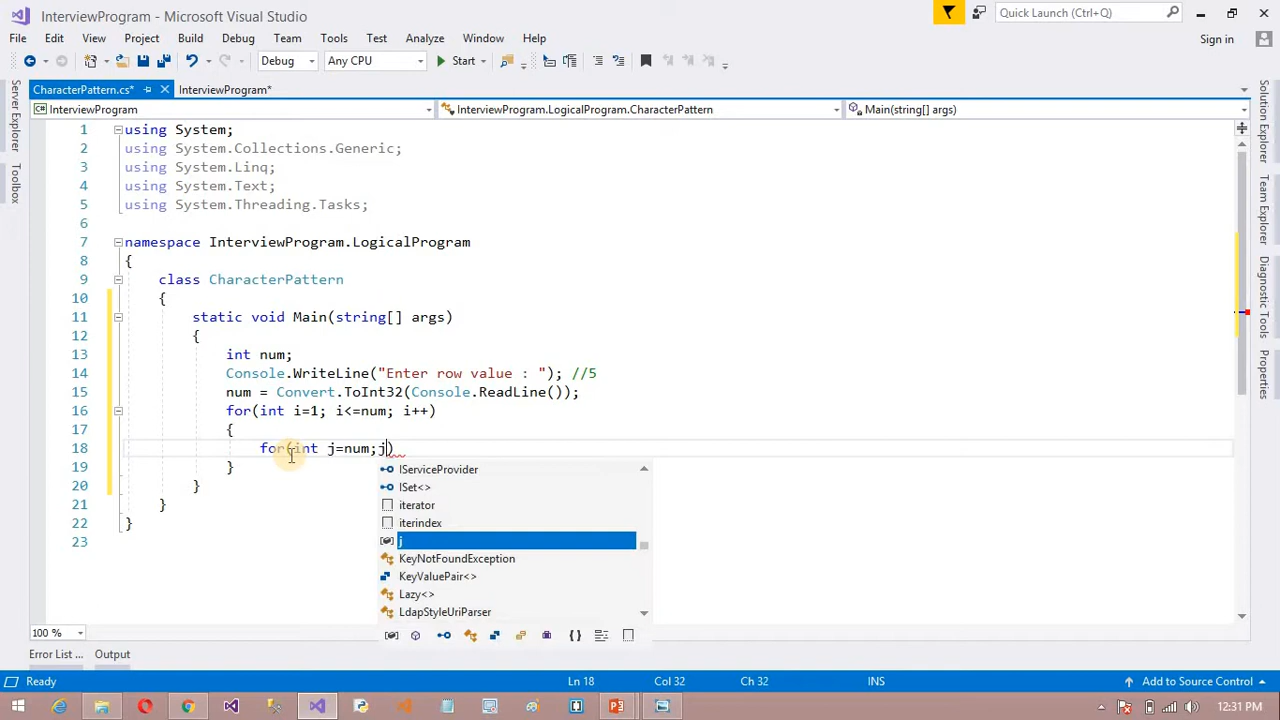 InterviewProgram - Microsoft Visual Studio
Quick Launch (Ctrl+Q)
File Edit View Project Build Debug Team Tools Test Analyze Window Help
Sign in
Debug Any CPU Start
CharacterPattern.cs* InterviewProgram*
InterviewProgram InterviewProgram.LogicalProgram.CharacterPattern Main(string[] args)
Server Explorer
Toolbox
1 using System;
2 using System.Collections.Generic;
3 using System.Linq;
4 using System.Text;
5 using System.Threading.Tasks;
6
7 namespace InterviewProgram.LogicalProgram
8 {
9 class CharacterPattern
10 {
11 static void Main(string[] args)
12 {
13 int num;
14 Console.WriteLine("Enter row value : "); //5
15 num = Convert.ToInt32(Console.ReadLine());
16 for(int i=1; i<=num; i++)
17 {
18 for(int j=num;j)
19 }
20 }
21 }
22 }
23
IServiceProvider
ISet<>
iterator
iterindex
j
KeyNotFoundException
KeyValuePair<>
Lazy<>
LdapStyleUriParser
Solution Explorer
Team Explorer
Diagnostic Tools
Properties
100 %
Error List ... Output
Ready Ln 18 Col 32 Ch 32 INS Add to Source Control
12:31 PM